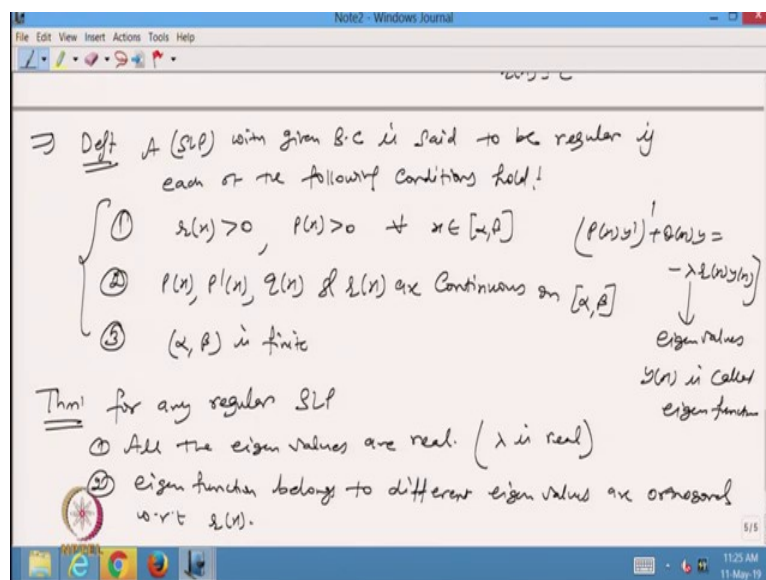 Note2 - Windows Journal
File Edit View Insert Actions Tools Help
⇒ Defⁿ A (SLP) with given B.C is said to be regular if
each of the following conditions hold!
① r(x) > 0, p(x) > 0 ∀ x ∈ [α, β] (p(x)y')' + q(x)y =
- λ r(x) y(x)
② p(x), p'(x), q(x) & r(x) are continuous on [α, β]
③ (α, β) is finite
eigen values
y(x) is called
eigen function
Thm! for any regular SLP
① All the eigen values are real. (λ is real)
② eigen function belongs to different eigen values are orthogonal
w.r.t r(x).
5/5
11:25 AM
11-May-19